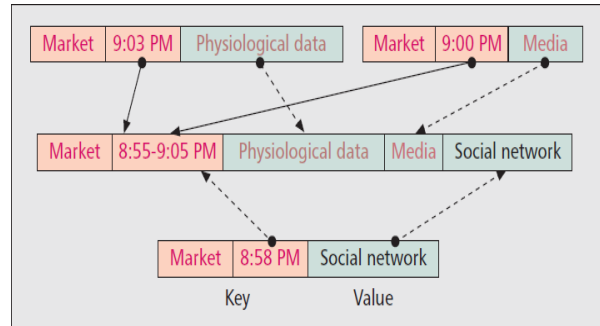 Market 9:03 PM Physiological data Market 9:00 PM Media
Market 8:55-9:05 PM Physiological data Media Social network
Market 8:58 PM Social network
Key Value